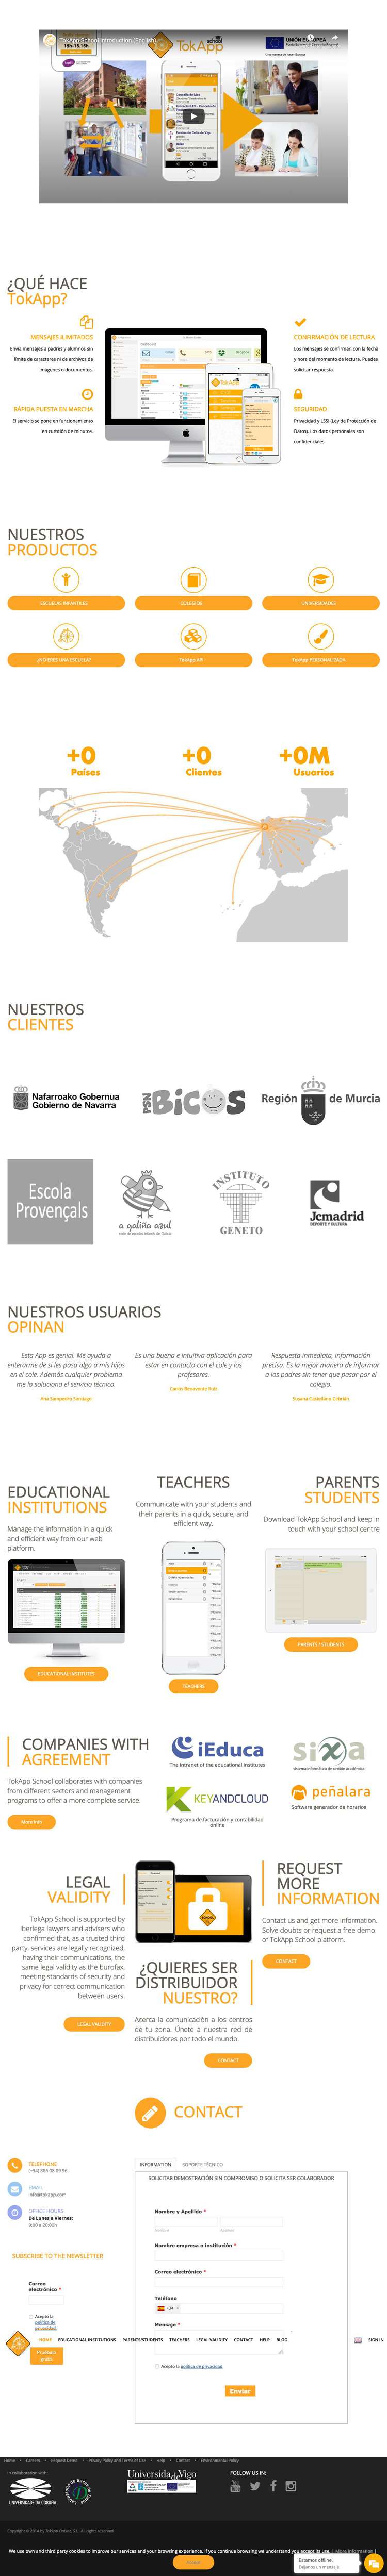 TokApp School introduction (English)
16h-18.16h
TokApp
school
UNIÓN EUROPEA
¿QUÉ HACE
TokApp?
MENSAJES ILIMITADOS
Envía mensajes a padres y alumnos sin
límite de caracteres ni de archivos de
imágenes o documentos.
RÁPIDA PUESTA EN MARCHA
El servicio se pone en funcionamiento
en cuestión de minutos.
CONFIRMACIÓN DE LECTURA
Los mensajes se confirman con la fecha
y hora del momento de lectura. Puedes
solicitar respuesta.
SEGURIDAD
Privacidad y LSSI (Ley de Protección de
Datos). Los datos personales son
confidenciales.
NUESTROS
PRODUCTOS
ESCUELAS INFANTILES
COLEGIOS
UNIVERSIDADES
¿NO ERES UNA ESCUELA?
TokApp API
TokApp PERSONALIZADA
+0
Países
+0
Clientes
+0M
Usuarios
NUESTROS
CLIENTES
Nafarroako Gobernua
Gobierno de Navarra
PSN
BiCOS
Región de Murcia
Escola
Provençals
a galiña azul
INSTITUTO
GENETO
Jcmadrid
DEPORTE Y CULTURA
NUESTROS USUARIOS
OPINAN
Esta App es genial. Me ayuda a
enterarme de si les pasa algo a mis hijos
en el cole. Además cualquier problema
me lo soluciona el servicio técnico.
Ana Sampedro Santiago
Es una buena e intuitiva aplicación para
estar en contacto con el cole y los
profesores.
Carlos Benavente Ruiz
Respuesta inmediata, información
precisa. Es la mejor manera de informar
a los padres sin tener que pasar por el
colegio.
Susana Castellano Cebrián
EDUCATIONAL
INSTITUTIONS
Manage the information in a quick
and efficient way from our web
platform.
EDUCATIONAL INSTITUTES
TEACHERS
Communicate with your students and
their parents in a quick, secure, and
efficient way.
TEACHERS
PARENTS
STUDENTS
Download TokApp School and keep in
touch with your school centre
PARENTS / STUDENTS
COMPANIES WITH
AGREEMENT
TokApp School collaborates with companies
from different sectors and management
programs to offer a more complete service.
More info
iEduca
The intranet of the educational institutes
sixa
sistema informático de xestión académica
KEYANDCLOUD
Programa de facturación y contabilidad
online
peñalara
Software generador de horarios
LEGAL
VALIDITY
TokApp School is supported by
Iberlega lawyers and advisers who
confirmed that, as a trusted third
party, services are legally recognized,
having their communications, the
same legal validity as the burofax,
meeting standards of security and
privacy for correct communication
between users.
LEGAL VALIDITY
¿QUIERES SER
DISTRIBUIDOR
NUESTRO?
Acerca la comunicación a los centros
de tu zona. Únete a nuestra red de
distribuidores por todo el mundo.
CONTACT
REQUEST
MORE
INFORMATION
Contact us and get more information.
Solve doubts or request a free demo
of TokApp School platform.
CONTACT
CONTACT
TELEPHONE
(+34) 886 08 09 96
EMAIL
info@tokapp.com
OFFICE HOURS
De Lunes a Viernes:
9:00 a 20:00h
SUBSCRIBE TO THE NEWSLETTER
Correo
electrónico *
Acepto la
política de
privacidad.
Pruébalo
gratis
INFORMATION
SOPORTE TÉCNICO
SOLICITAR DEMOSTRACIÓN SIN COMPROMISO O SOLICITA SER COLABORADOR
Nombre y Apellido *
Nombre
Apellido
Nombre empresa o institución *
Correo electrónico *
Teléfono
+34
Mensaje *
HOME
EDUCATIONAL INSTITUTIONS
PARENTS/STUDENTS
TEACHERS
LEGAL VALIDITY
CONTACT
HELP
BLOG
SIGN IN
Acepto la política de privacidad
Enviar
Home - Careers - Request Demo - Privacy Policy and Terms of Use - Help - Contact - Environmental Policy
In collaboration with:
UNIVERSIDADE DA CORUÑA
Universida de Vigo
FOLLOW US IN:
Copyright © 2014 by TokApp OnLine, S.L.. All rights reserved.
We use own and third party cookies to improve our services and your browsing experience. If you continue browsing we understand you accept its use. | More information |
Accept
Estamos offline.
Déjanos un mensaje